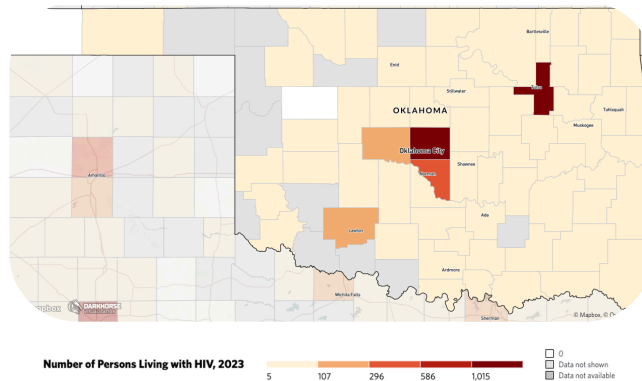 Bartlesville
Enid
Stillwater
Tulsa
OKLAHOMA
Tahlequah
Muskogee
Oklahoma City
Shawnee
Norman
Amarillo
Ada
Lawton
Ardmore
Wichita Falls
mapbox DARKHORSE
Sherman
© Mapbox, © O
Number of Persons Living with HIV, 2023
5 107 296 586 1,015
0
Data not shown
Data not available